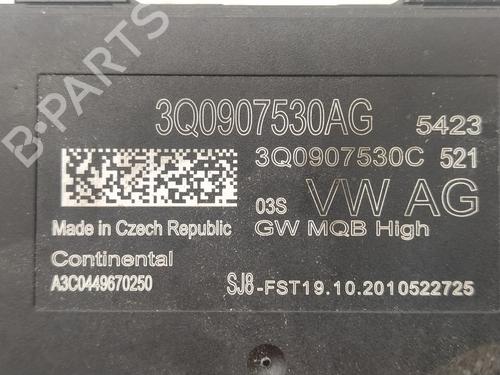 3Q0907530AG 5423
3Q0907530C 521
03S VW AG
Made in Czech Republic GW MQB High
Continental
A3C0449670250 SJ8-FST19.10.2010522725
B-PARTS